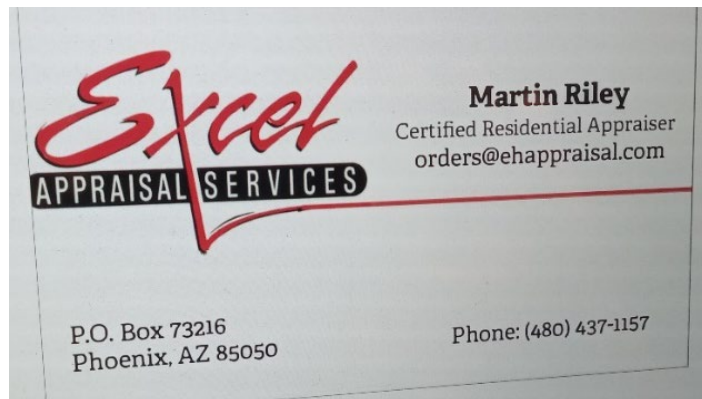 Excel
APPRAISAL SERVICES
Martin Riley
Certified Residential Appraiser
orders@ehappraisal.com
P.O. Box 73216
Phoenix, AZ 85050
Phone: (480) 437-1157